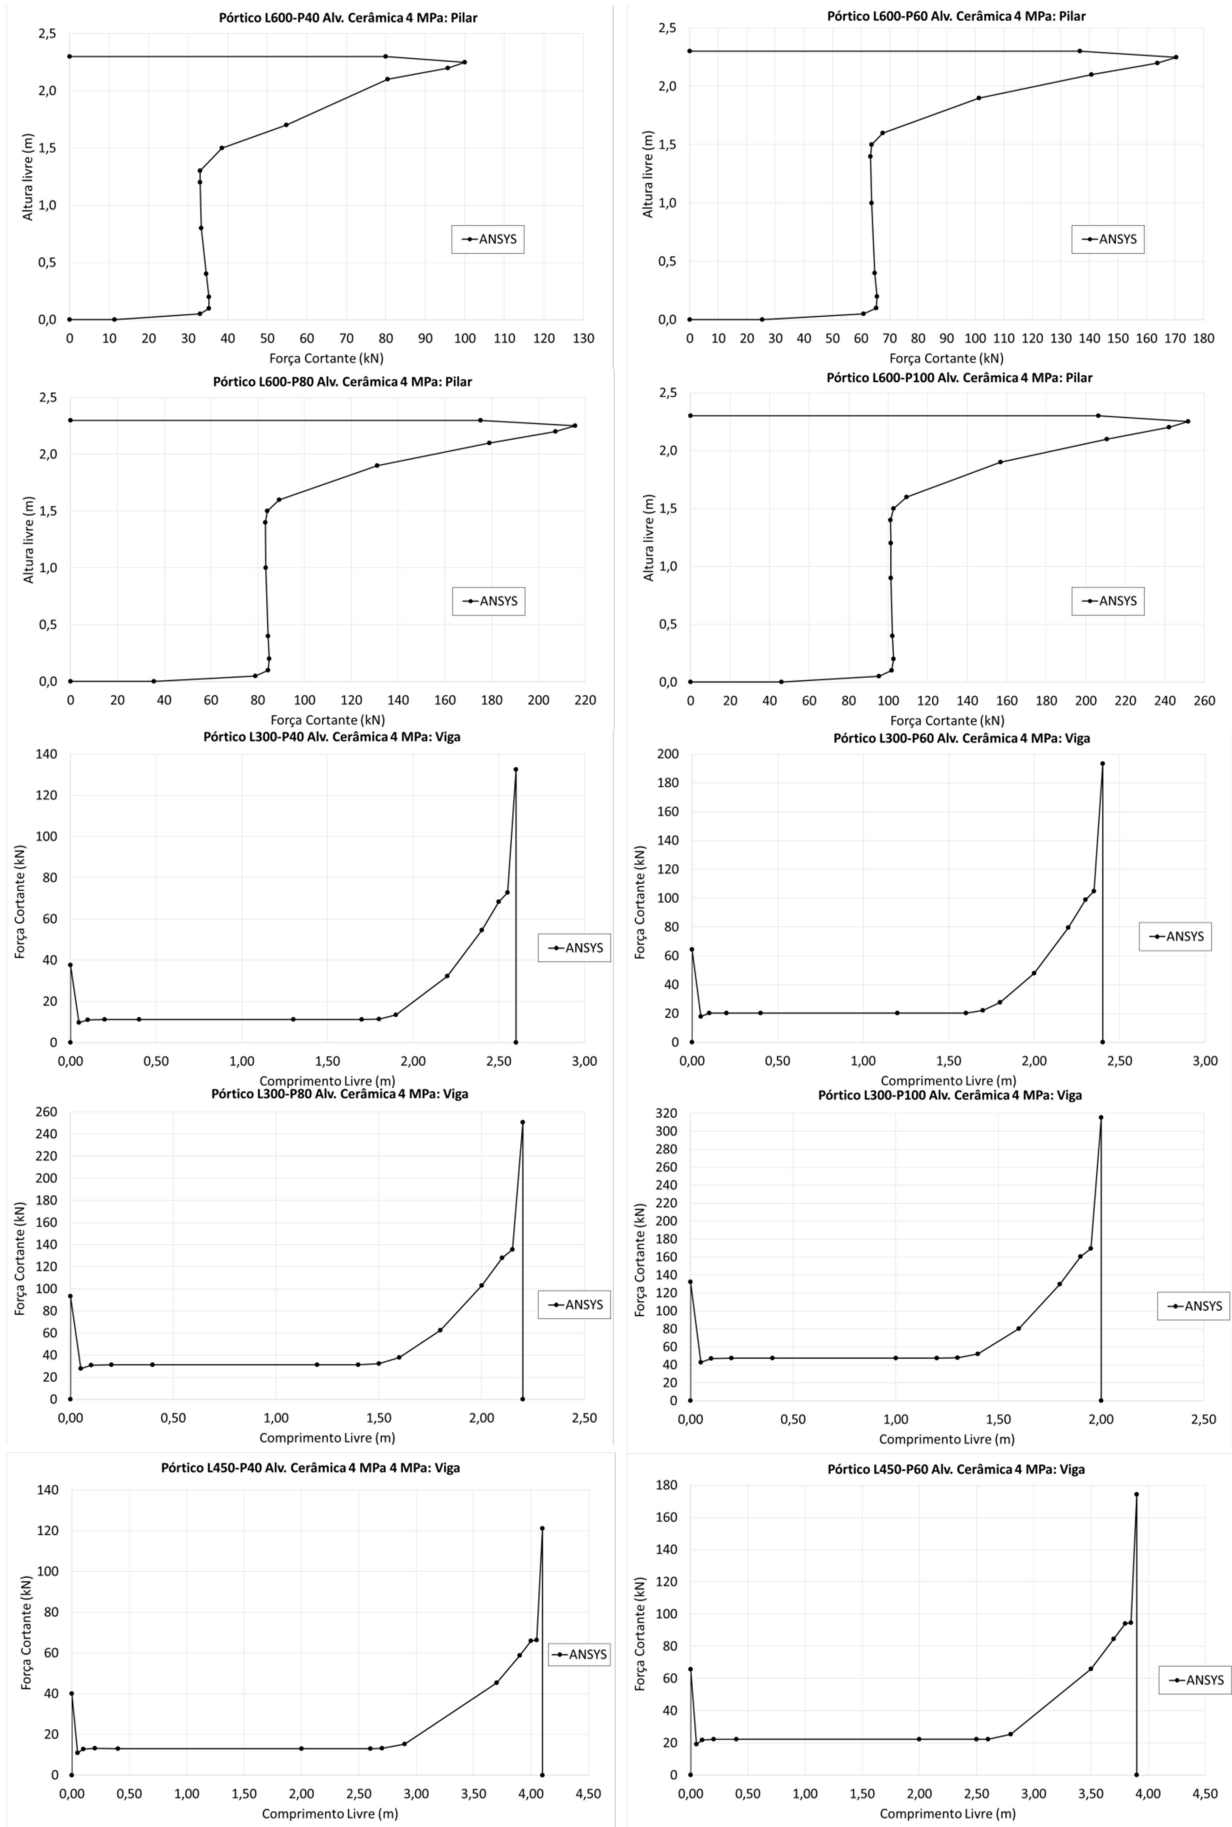 Pórtico L600-P40 Alv. Cerâmica 4 MPa: Pilar
2,5
2,0
1,5
1,0
0,5
0,0
Altura livre (m)
ANSYS
0 10 20 30 40 50 60 70 80 90 100 110 120 130
Força Cortante (kN)
Pórtico L600-P60 Alv. Cerâmica 4 MPa: Pilar
2,5
2,0
1,5
1,0
0,5
0,0
Altura livre (m)
ANSYS
0 10 20 30 40 50 60 70 80 90 100 110 120 130 140 150 160 170 180
Força Cortante (kN)
Pórtico L600-P80 Alv. Cerâmica 4 MPa: Pilar
2,5
2,0
1,5
1,0
0,5
0,0
Altura livre (m)
ANSYS
0 20 40 60 80 100 120 140 160 180 200 220
Força Cortante (kN)
Pórtico L600-P100 Alv. Cerâmica 4 MPa: Pilar
2,5
2,0
1,5
1,0
0,5
0,0
Altura livre (m)
ANSYS
0 20 40 60 80 100 120 140 160 180 200 220 240 260
Força Cortante (kN)
Pórtico L300-P40 Alv. Cerâmica 4 MPa: Viga
140
120
100
80
60
40
20
0
Força Cortante (kN)
ANSYS
0,00 0,50 1,00 1,50 2,00 2,50 3,00
Comprimento Livre (m)
Pórtico L300-P60 Alv. Cerâmica 4 MPa: Viga
200
180
160
140
120
100
80
60
40
20
0
Força Cortante (kN)
ANSYS
0,00 0,50 1,00 1,50 2,00 2,50 3,00
Comprimento Livre (m)
Pórtico L300-P80 Alv. Cerâmica 4 MPa: Viga
260
240
220
200
180
160
140
120
100
80
60
40
20
0
Força Cortante (kN)
ANSYS
0,00 0,50 1,00 1,50 2,00 2,50
Comprimento Livre (m)
Pórtico L300-P100 Alv. Cerâmica 4 MPa: Viga
320
300
280
260
240
220
200
180
160
140
120
100
80
60
40
20
0
Força Cortante (kN)
ANSYS
0,00 0,50 1,00 1,50 2,00 2,50
Comprimento Livre (m)
Pórtico L450-P40 Alv. Cerâmica 4 MPa 4 MPa: Viga
140
120
100
80
60
40
20
0
Força Cortante (kN)
ANSYS
0,00 0,50 1,00 1,50 2,00 2,50 3,00 3,50 4,00 4,50
Comprimento Livre (m)
Pórtico L450-P60 Alv. Cerâmica 4 MPa: Viga
180
160
140
120
100
80
60
40
20
0
Força Cortante (kN)
ANSYS
0,00 0,50 1,00 1,50 2,00 2,50 3,00 3,50 4,00 4,50
Comprimento Livre (m)